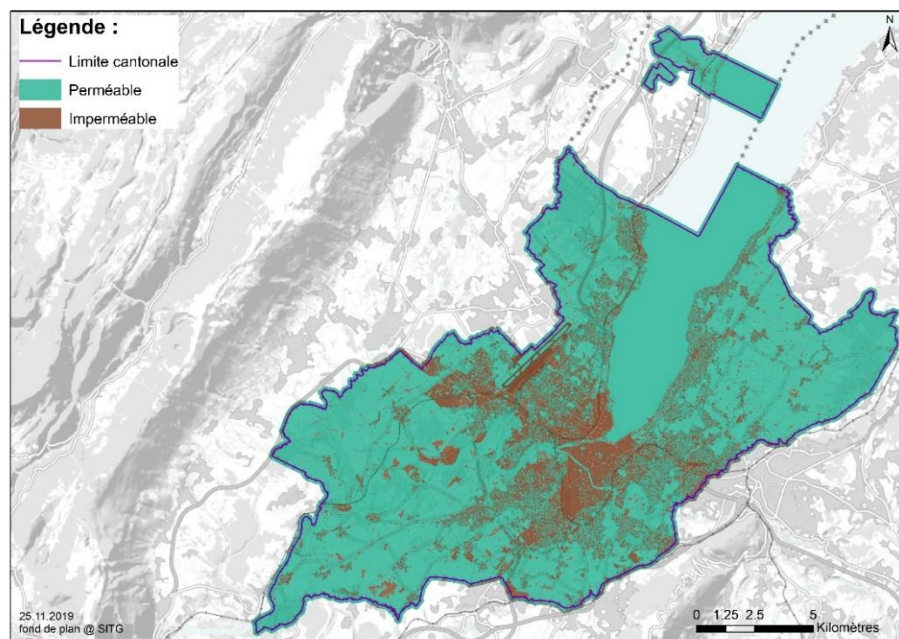 Légende :
Limite cantonale
Perméable
Imperméable
N
25.11.2019
fond de plan @ SITG
0 1.25 2.5 5
Kilomètres